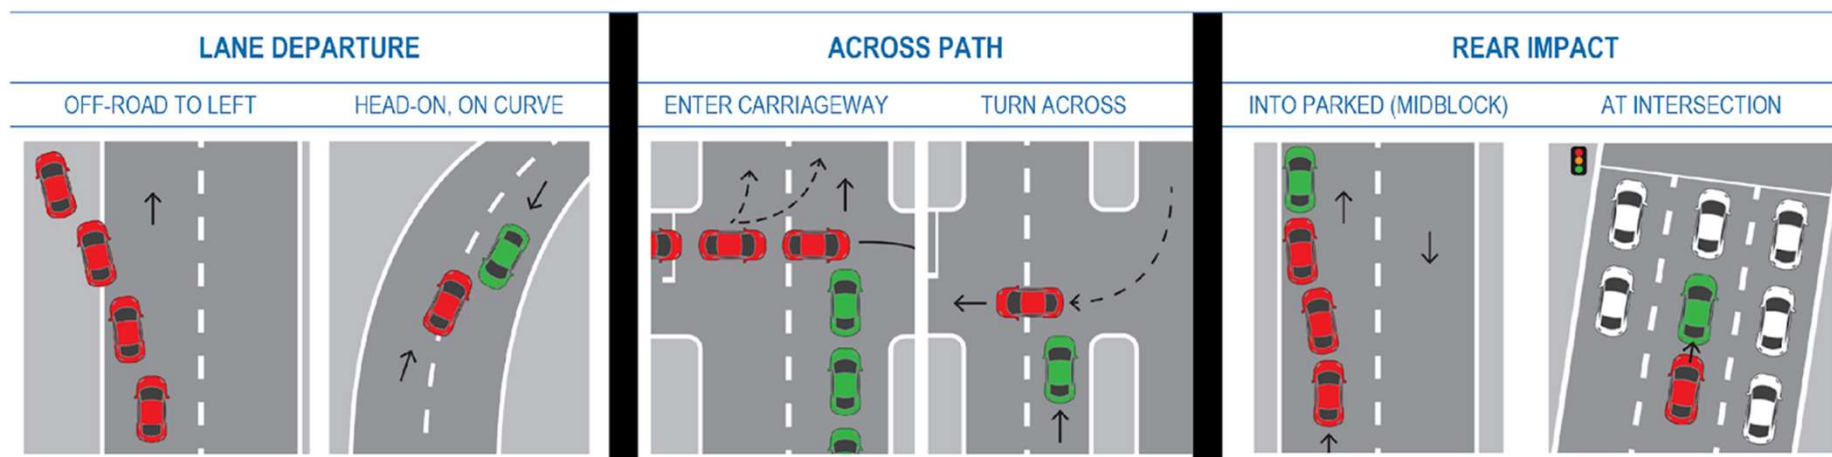 LANE DEPARTURE
OFF-ROAD TO LEFT
HEAD-ON, ON CURVE
ACROSS PATH
ENTER CARRIAGEWAY
TURN ACROSS
REAR IMPACT
INTO PARKED (MIDBLOCK)
AT INTERSECTION